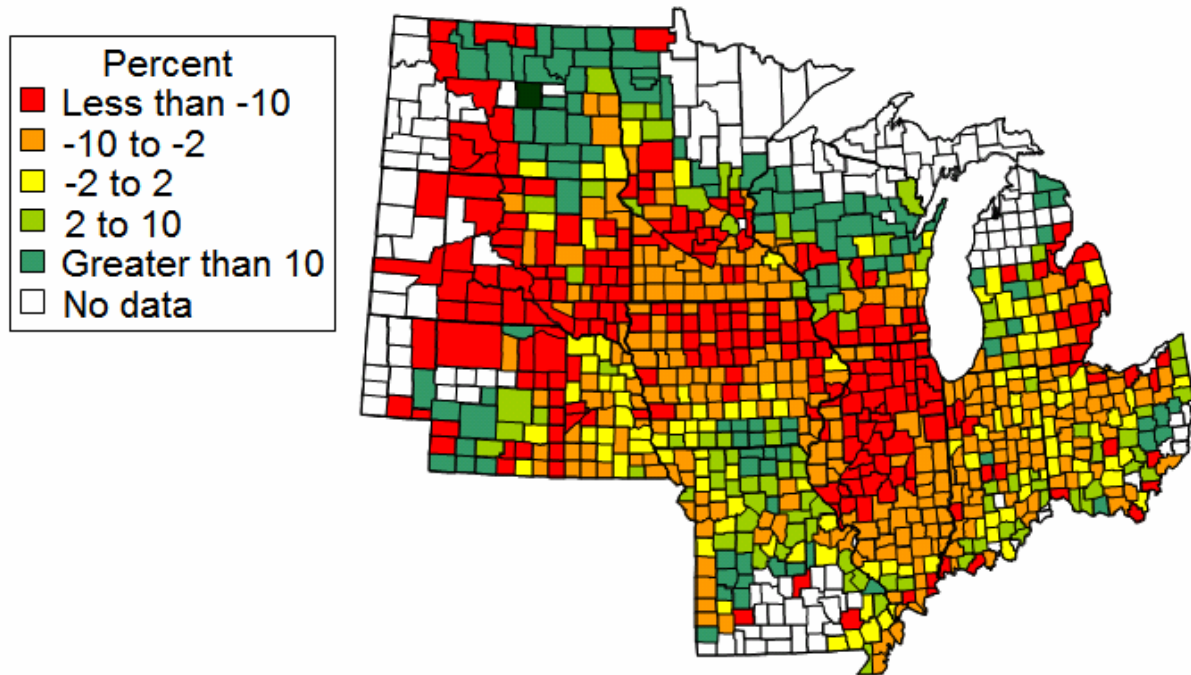 Percent
Less than -10
-10 to -2
-2 to 2
2 to 10
Greater than 10
No data